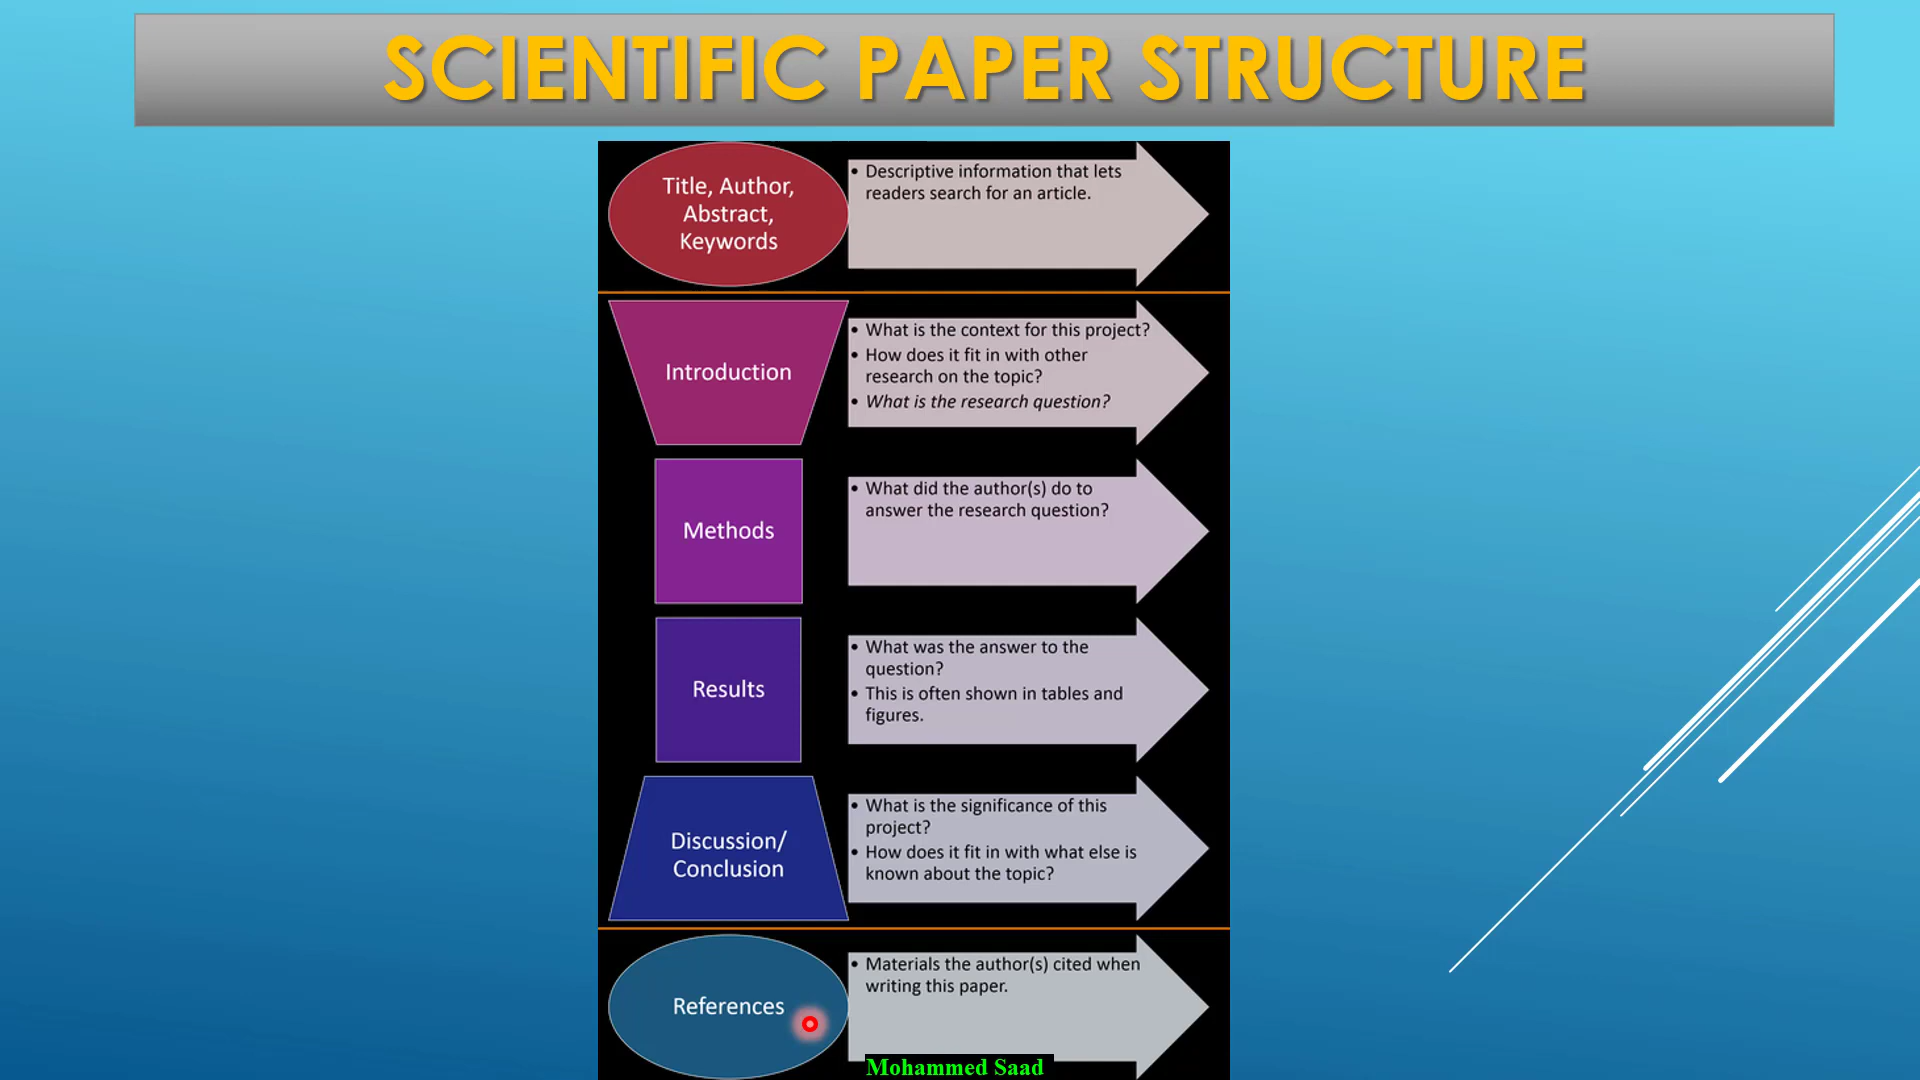 SCIENTIFIC PAPER STRUCTURE
Title, Author,
Abstract,
Keywords
• Descriptive information that lets
readers search for an article.
Introduction
• What is the context for this project?
• How does it fit in with other
research on the topic?
• What is the research question?
Methods
• What did the author(s) do to
answer the research question?
Results
• What was the answer to the
question?
• This is often shown in tables and
figures.
Discussion/
Conclusion
• What is the significance of this
project?
• How does it fit in with what else is
known about the topic?
References
• Materials the author(s) cited when
writing this paper.
Mohammed Saad